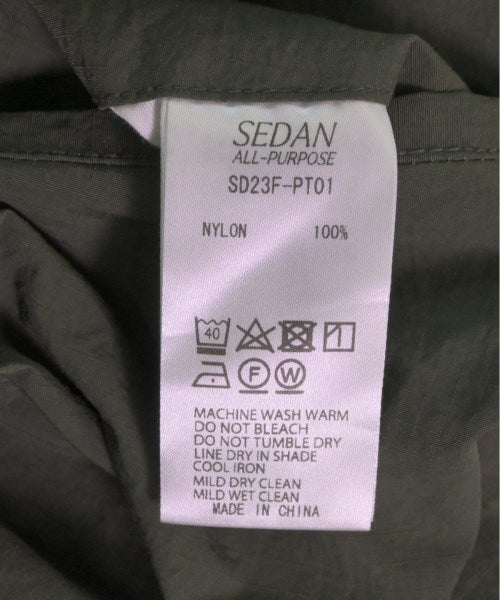 SEDAN
ALL-PURPOSE
SD23F-PT01
NYLON 100%
40
F W
MACHINE WASH WARM
DO NOT BLEACH
DO NOT TUMBLE DRY
LINE DRY IN SHADE
COOL IRON
MILD DRY CLEAN
MILD WET CLEAN
MADE IN CHINA